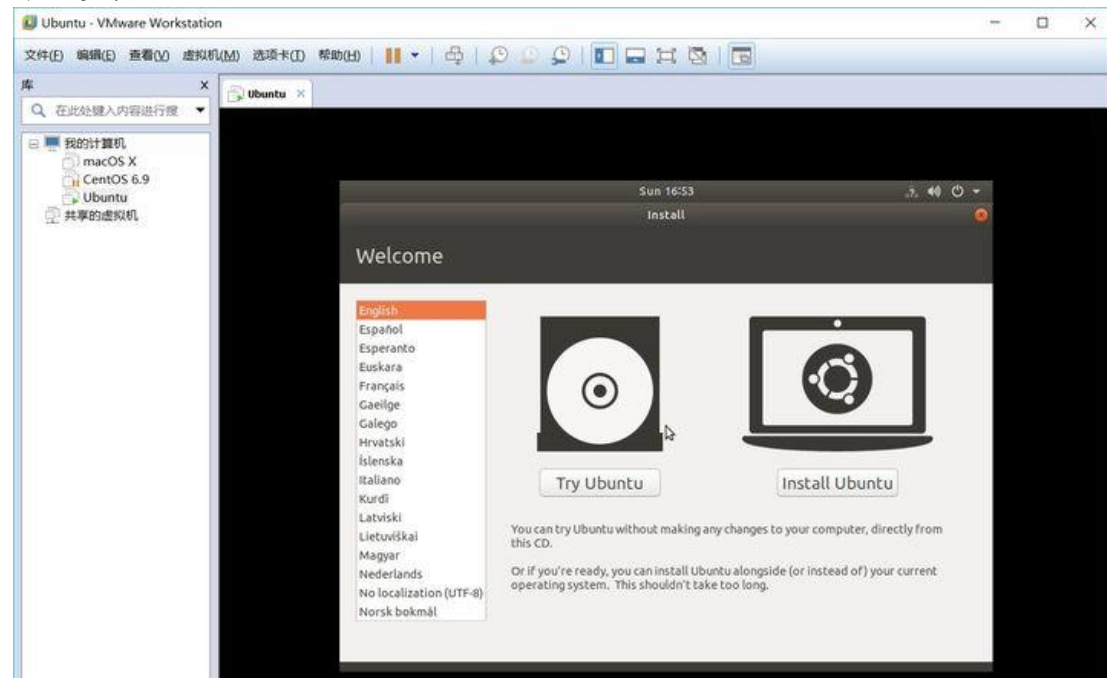 Ubuntu - VMware Workstation
文件(F) 编辑(E) 查看(V) 虚拟机(M) 选项卡(T) 帮助(H)
库
在此处键入内容进行搜
我的计算机
macOS X
CentOS 6.9
Ubuntu
共享的虚拟机
Ubuntu
Sun 16:53
Install
Welcome
English
Español
Esperanto
Euskara
Français
Gaeilge
Galego
Hrvatski
Íslenska
Italiano
Kurdî
Latviski
Lietuviškai
Magyar
Nederlands
No localization (UTF-8)
Norsk bokmål
Try Ubuntu
Install Ubuntu
You can try Ubuntu without making any changes to your computer, directly from
this CD.
Or if you're ready, you can install Ubuntu alongside (or instead of) your current
operating system. This shouldn't take too long.